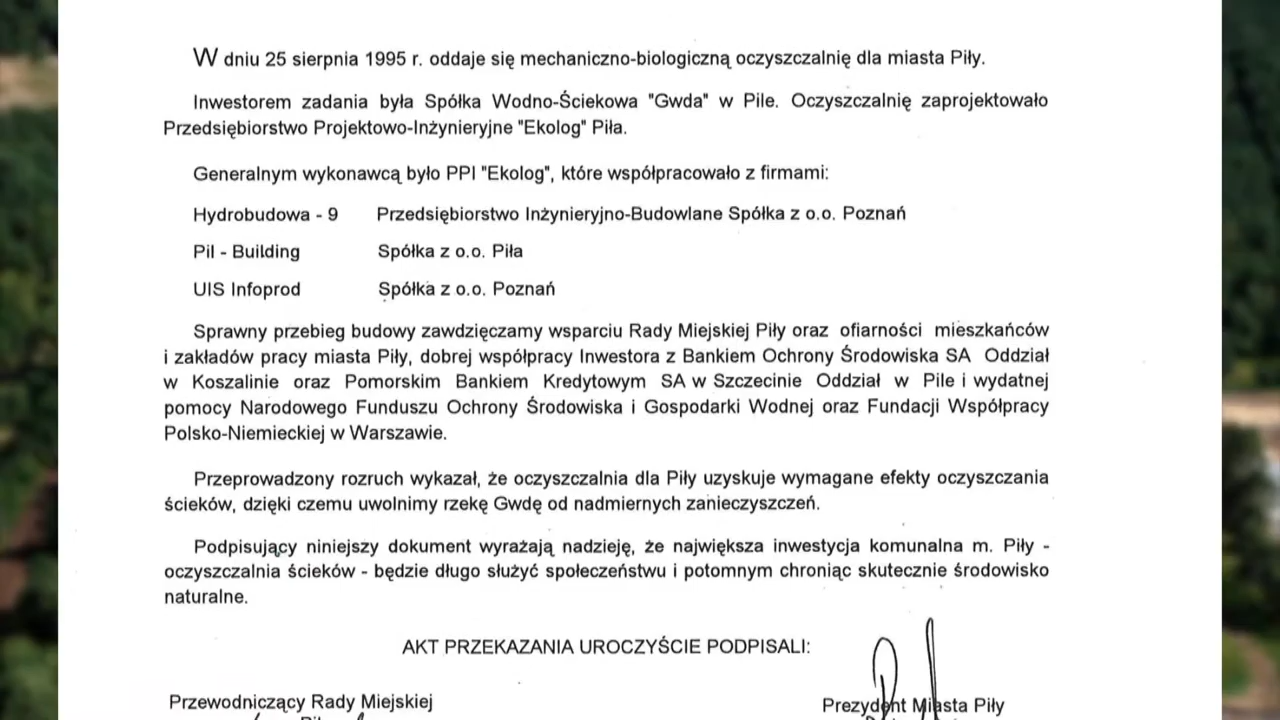 W dniu 25 sierpnia 1995 r. oddaje się mechaniczno-biologiczną oczyszczalnię dla miasta Piły.
Inwestorem zadania była Spółka Wodno-Ściekowa "Gwda" w Pile. Oczyszczalnię zaprojektowało
Przedsiębiorstwo Projektowo-Inżynieryjne "Ekolog" Piła.
Generalnym wykonawcą było PPI "Ekolog", które współpracowało z firmami:
Hydrobudowa - 9 Przedsiębiorstwo Inżynieryjno-Budowlane Spółka z o.o. Poznań
Pil - Building Spółka z o.o. Piła
UIS Infoprod Spółka z o.o. Poznań
Sprawny przebieg budowy zawdzięczamy wsparciu Rady Miejskiej Piły oraz ofiarności mieszkańców
i zakładów pracy miasta Piły, dobrej współpracy Inwestora z Bankiem Ochrony Środowiska SA Oddział
w Koszalinie oraz Pomorskim Bankiem Kredytowym SA w Szczecinie Oddział w Pile i wydatnej
pomocy Narodowego Funduszu Ochrony Środowiska i Gospodarki Wodnej oraz Fundacji Współpracy
Polsko-Niemieckiej w Warszawie.
Przeprowadzony rozruch wykazał, że oczyszczalnia dla Piły uzyskuje wymagane efekty oczyszczania
ścieków, dzięki czemu uwolnimy rzekę Gwdę od nadmiernych zanieczyszczeń.
Podpisujący niniejszy dokument wyrażają nadzieję, że największa inwestycja komunalna m. Piły -
oczyszczalnia ścieków - będzie długo służyć społeczeństwu i potomnym chroniąc skutecznie środowisko
naturalne.
AKT PRZEKAZANIA UROCZYŚCIE PODPISALI:
Przewodniczący Rady Miejskiej Prezydent Miasta Piły